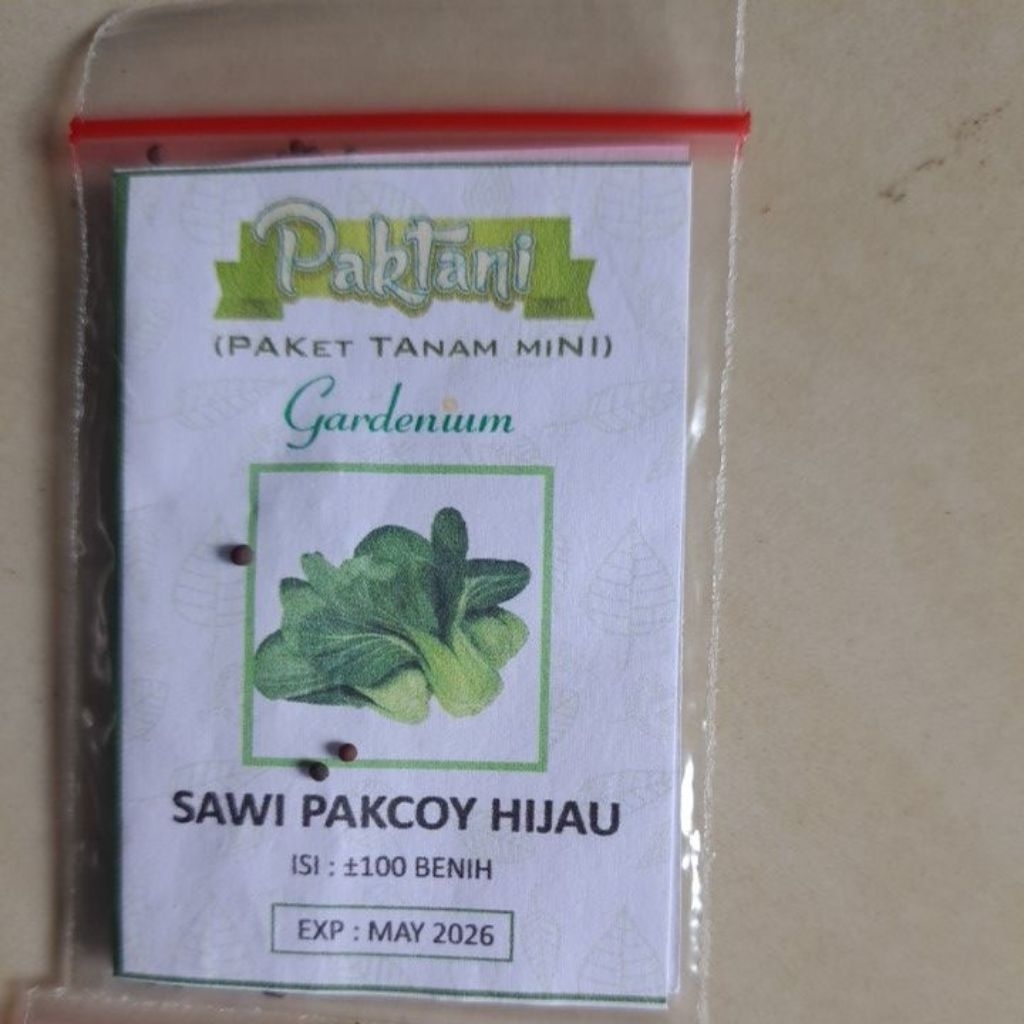 PakTani
(PAKET TANAM MINI)
Gardenium
SAWI PAKCOY HIJAU
ISI : ±100 BENIH
EXP : MAY 2026